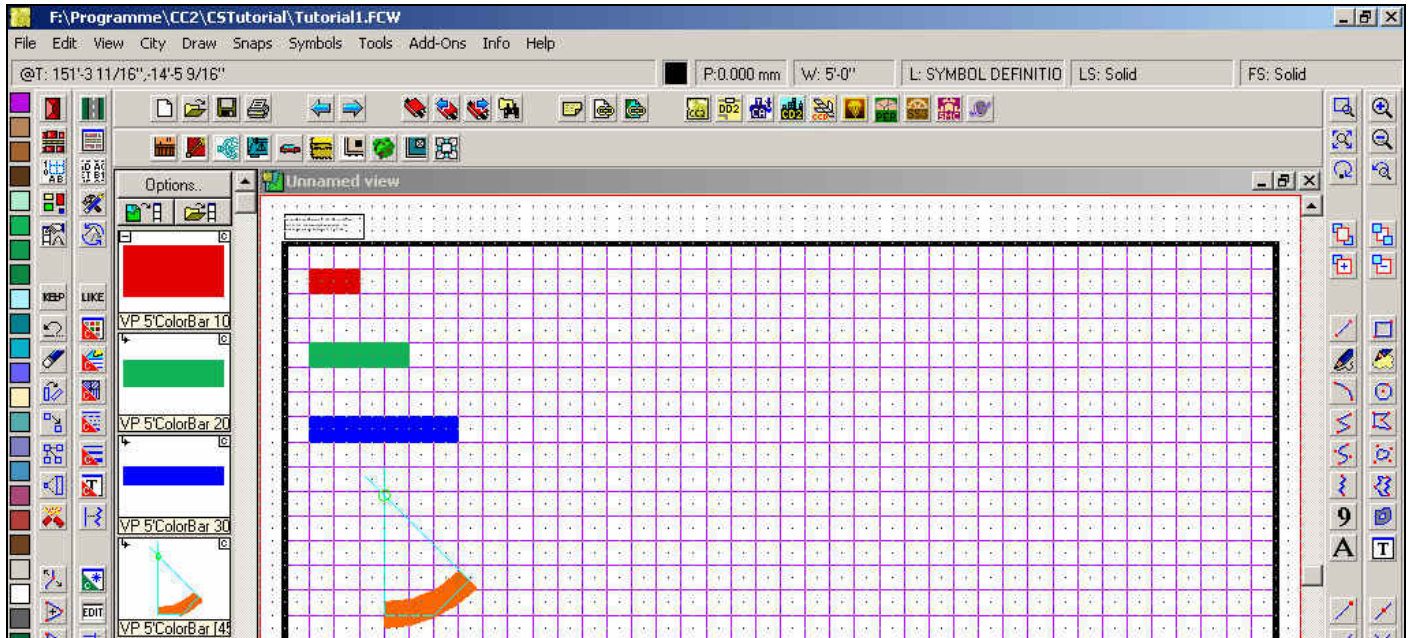 F:\Programme\CC2\CSTutorial\Tutorial1.FCW
File Edit View City Draw Snaps Symbols Tools Add-Ons Info Help
@T: 151'-3 11/16",-14'-5 9/16" P:0.000 mm W: 5'-0" L: SYMBOL DEFINITIO LS: Solid FS: Solid
Options..
Unnamed view
KEEP LIKE
VP 5'ColorBar 10
VP 5'ColorBar 20
VP 5'ColorBar 30
9
A T
EDIT
VP 5'ColorBar [45